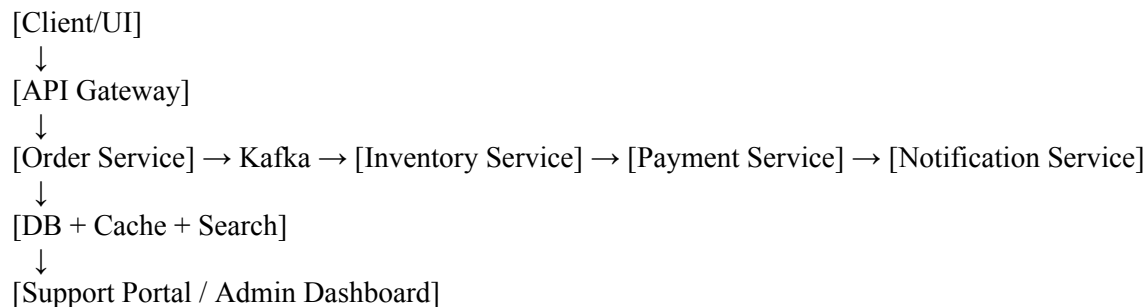 [Client/UI]
↓
[API Gateway]
↓
[Order Service] → Kafka → [Inventory Service] → [Payment Service] → [Notification Service]
↓
[DB + Cache + Search]
↓
[Support Portal / Admin Dashboard]